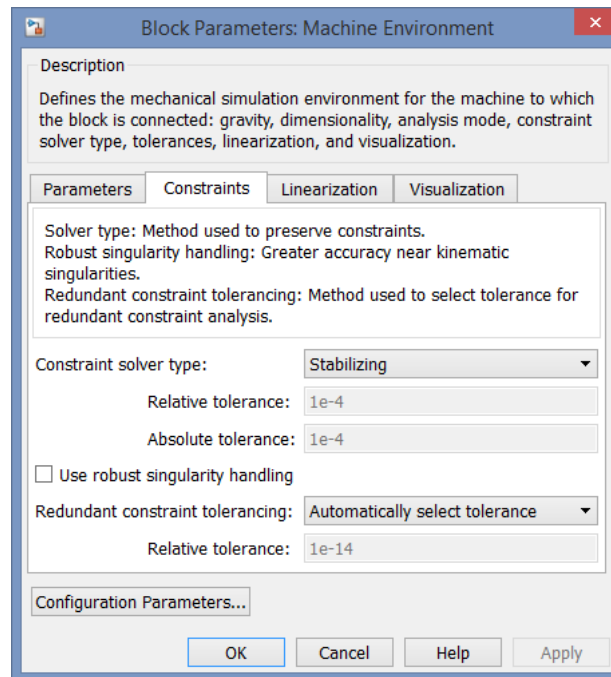 Block Parameters: Machine Environment
Description
Defines the mechanical simulation environment for the machine to which
the block is connected: gravity, dimensionality, analysis mode, constraint
solver type, tolerances, linearization, and visualization.
Parameters Constraints Linearization Visualization
Solver type: Method used to preserve constraints.
Robust singularity handling: Greater accuracy near kinematic
singularities.
Redundant constraint tolerancing: Method used to select tolerance for
redundant constraint analysis.
Constraint solver type: Stabilizing
Relative tolerance: 1e-4
Absolute tolerance: 1e-4
Use robust singularity handling
Redundant constraint tolerancing: Automatically select tolerance
Relative tolerance: 1e-14
Configuration Parameters...
OK Cancel Help Apply